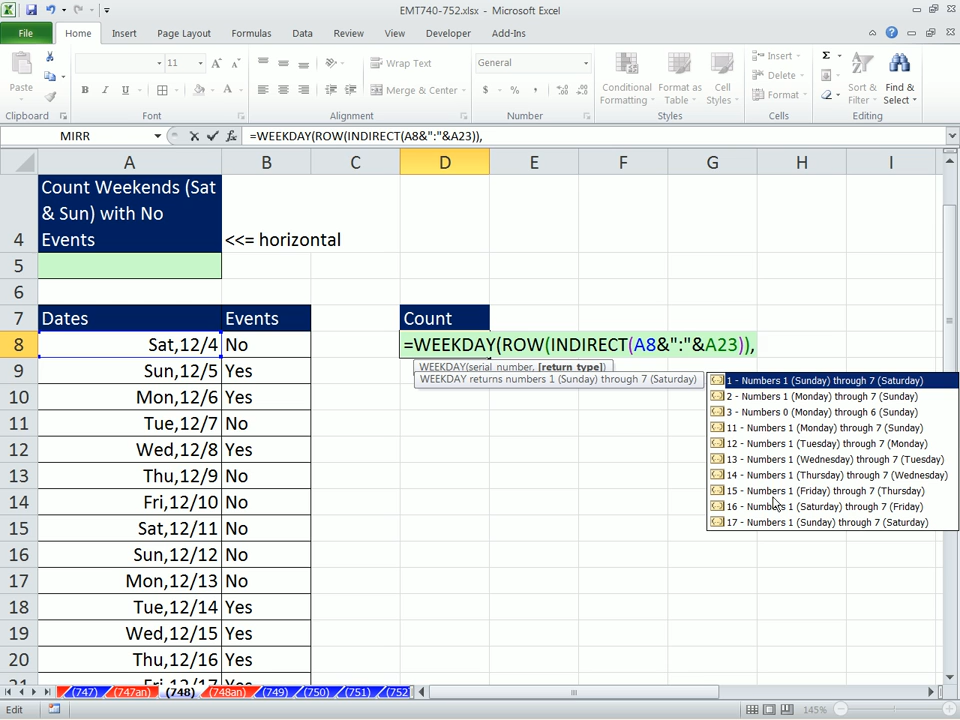 EMT740-752.xlsx - Microsoft Excel
File Home Insert Page Layout Formulas Data Review View Developer Add-Ins
Paste
Clipboard
11
B I U
Font
Wrap Text
Merge & Center
Alignment
General
$ % ,
Number
Conditional Formatting
Format as Table
Cell Styles
Styles
Insert
Delete
Format
Cells
Sort & Filter
Find & Select
Editing
MIRR
=WEEKDAY(ROW(INDIRECT(A8&":"&A23)),
A B C D E F G H I
Count Weekends (Sat
& Sun) with No
4 Events <<= horizontal
5
6
7 Dates Events Count
8 Sat,12/4 No =WEEKDAY(ROW(INDIRECT(A8&":"&A23)),
WEEKDAY(serial_number, [return_type])
9 Sun,12/5 Yes
WEEKDAY returns numbers 1 (Sunday) through 7 (Saturday)
1 - Numbers 1 (Sunday) through 7 (Saturday)
2 - Numbers 1 (Monday) through 7 (Sunday)
3 - Numbers 0 (Monday) through 6 (Sunday)
11 - Numbers 1 (Monday) through 7 (Sunday)
12 - Numbers 1 (Tuesday) through 7 (Monday)
13 - Numbers 1 (Wednesday) through 7 (Tuesday)
14 - Numbers 1 (Thursday) through 7 (Wednesday)
15 - Numbers 1 (Friday) through 7 (Thursday)
16 - Numbers 1 (Saturday) through 7 (Friday)
17 - Numbers 1 (Sunday) through 7 (Saturday)
10 Mon,12/6 Yes
11 Tue,12/7 No
12 Wed,12/8 Yes
13 Thu,12/9 No
14 Fri,12/10 No
15 Sat,12/11 No
16 Sun,12/12 No
17 Mon,12/13 No
18 Tue,12/14 Yes
19 Wed,12/15 Yes
20 Thu,12/16 Yes
21 Fri,12/17 No
(747) (747an) (748) (748an) (749) (750) (751) (752
Edit 145%